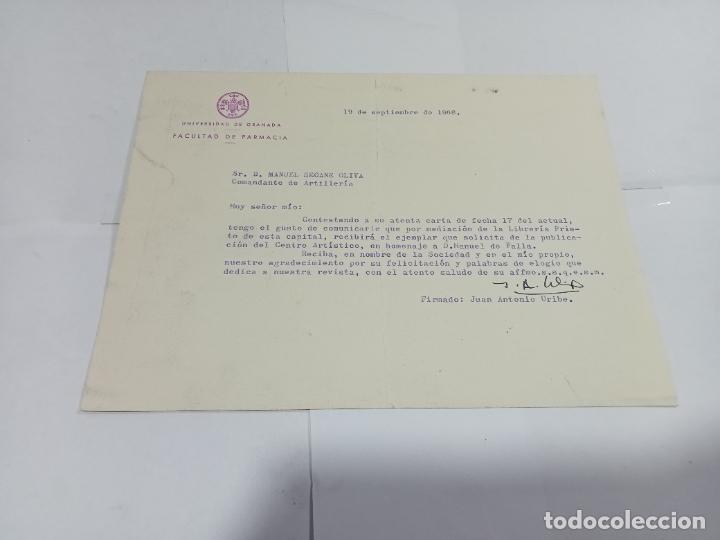 19 de septiembre de 1968.
UNIVERSIDAD DE GRANADA
FACULTAD DE FARMACIA
Sr. D. MANUEL SEOANE OLIVA
Comandante de Artillería
Muy señor mío:
Contestando a su atenta carta de fecha 17 del actual,
tengo el gusto de comunicarle que por mediación de la Librería Prie-
to de esta capital, recibirá el ejemplar que solicita de la publica-
ción del Centro Artístico, en homenaje a D.Manuel de Falla.
Reciba, en nombre de la Sociedad y en el mío propio,
nuestro agradecimiento por su felicitación y palabras de elogio que
dedica a nuestra revista, con el atento saludo de su affmo.s.s.q.e.s.m.
Firmado: Juan Antonio Uribe.
todocoleccion.net